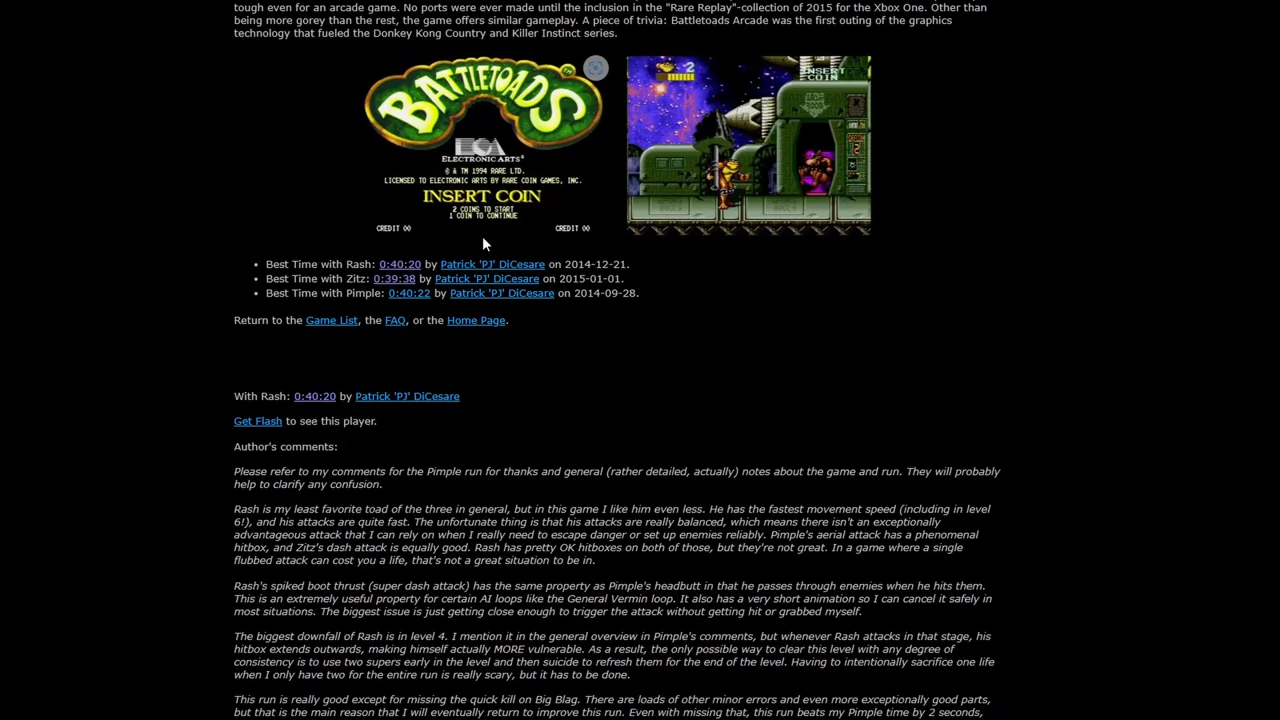 tough even for an arcade game. No ports were ever made until the inclusion in the "Rare Replay"-collection of 2015 for the Xbox One. Other than
being more gorey than the rest, the game offers similar gameplay. A piece of trivia: Battletoads Arcade was the first outing of the graphics
technology that fueled the Donkey Kong Country and Killer Instinct series.
BATTLETOADS
TM
EA
ELECTRONIC ARTS®
© & TM 1994 RARE LTD.
LICENSED TO ELECTRONIC ARTS BY RARE COIN GAMES, INC.
INSERT COIN
2 COINS TO START
1 COIN TO CONTINUE
CREDIT 00 CREDIT 00
2
INSERT
COIN
• Best Time with Rash: 0:40:20 by Patrick 'PJ' DiCesare on 2014-12-21.
• Best Time with Zitz: 0:39:38 by Patrick 'PJ' DiCesare on 2015-01-01.
• Best Time with Pimple: 0:40:22 by Patrick 'PJ' DiCesare on 2014-09-28.
Return to the Game List, the FAQ, or the Home Page.
With Rash: 0:40:20 by Patrick 'PJ' DiCesare
Get Flash to see this player.
Author's comments:
Please refer to my comments for the Pimple run for thanks and general (rather detailed, actually) notes about the game and run. They will probably
help to clarify any confusion.
Rash is my least favorite toad of the three in general, but in this game I like him even less. He has the fastest movement speed (including in level
6!), and his attacks are quite fast. The unfortunate thing is that his attacks are really balanced, which means there isn't an exceptionally
advantageous attack that I can rely on when I really need to escape danger or set up enemies reliably. Pimple's aerial attack has a phenomenal
hitbox, and Zitz's dash attack is equally good. Rash has pretty OK hitboxes on both of those, but they're not great. In a game where a single
flubbed attack can cost you a life, that's not a great situation to be in.
Rash's spiked boot thrust (super dash attack) has the same property as Pimple's headbutt in that he passes through enemies when he hits them.
This is an extremely useful property for certain AI loops like the General Vermin loop. It also has a very short animation so I can cancel it safely in
most situations. The biggest issue is just getting close enough to trigger the attack without getting hit or grabbed myself.
The biggest downfall of Rash is in level 4. I mention it in the general overview in Pimple's comments, but whenever Rash attacks in that stage, his
hitbox extends outwards, making himself actually MORE vulnerable. As a result, the only possible way to clear this level with any degree of
consistency is to use two supers early in the level and then suicide to refresh them for the end of the level. Having to intentionally sacrifice one life
when I only have two for the entire run is really scary, but it has to be done.
This run is really good except for missing the quick kill on Big Blag. There are loads of other minor errors and even more exceptionally good parts,
but that is the main reason that I will eventually return to improve this run. Even with missing that, this run beats my Pimple time by 2 seconds,